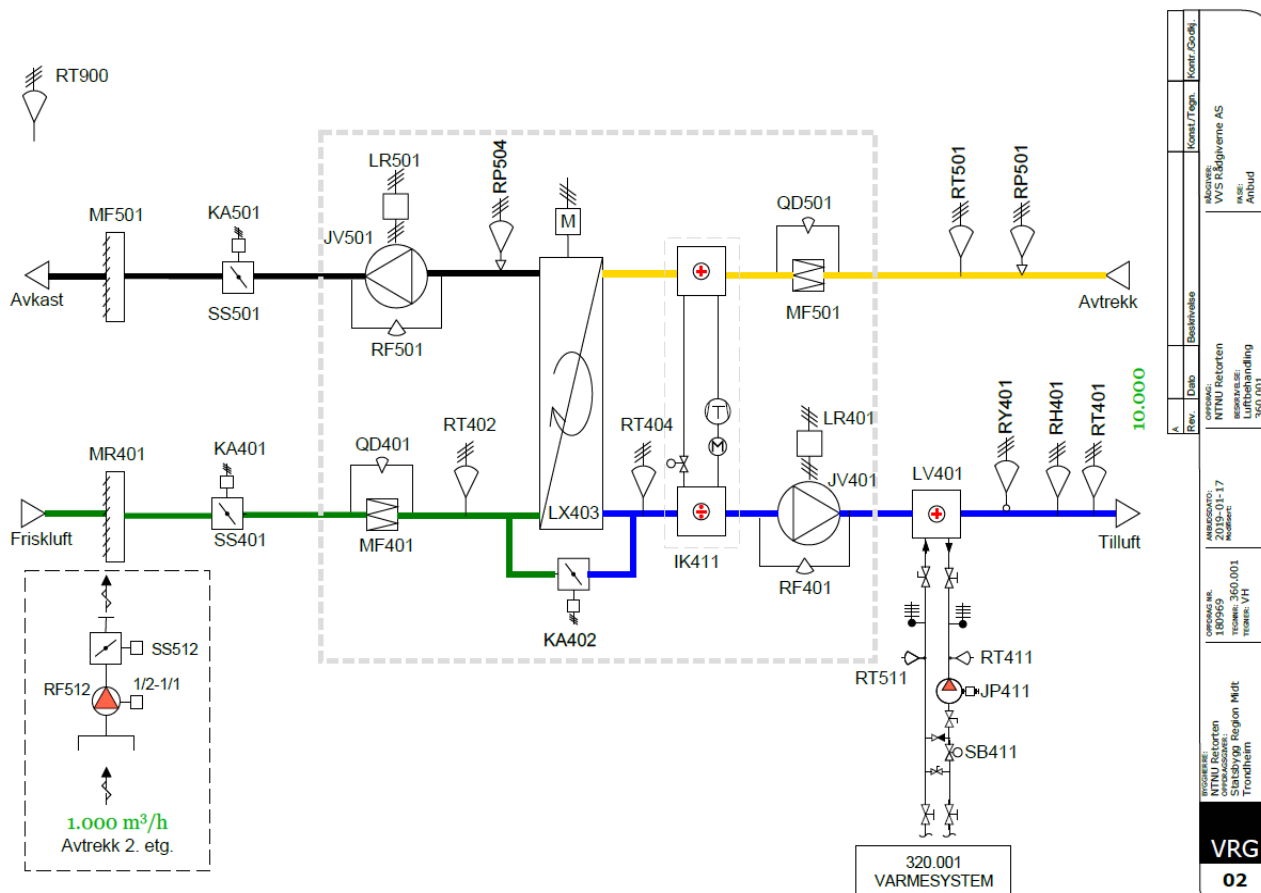 RT900
MF501
KA501
LR501
RP504
JV501
M
QD501
RT501
RP501
Avkast
SS501
RF501
MF501
Avtrekk
MR401
KA401
QD401
RT402
RT404
T
M
LR401
JV401
LV401
RY401
RH401
RT401
10.000
Friskluft
SS401
MF401
LX403
IK411
RF401
Tilluft
KA402
SS512
RF512
1/2-1/1
1.000 m³/h
Avtrekk 2. etg.
RT511
RT411
JP411
SB411
320.001
VARMESYSTEM
A
Rev.
Dato
Beskrivelse
Konst./Tegn.
Kontr./Godkj.
RÅDGIVER:
VVS Rådgiverne AS
FASE:
Anbud
OPPDRAG:
NTNU Retorten
BESKRIVELSE:
Luftbehandling
360.001
ANBUDSDATO:
2019-01-17
Modifisert:
OPPDRAG NR.
180969
TEGNNR: 360.001
TEGNER: VH
BYGGHERRE:
NTNU Retorten
OPPDRAGSGIVER:
Statsbygg Region Midt
Trondheim
VRG
02